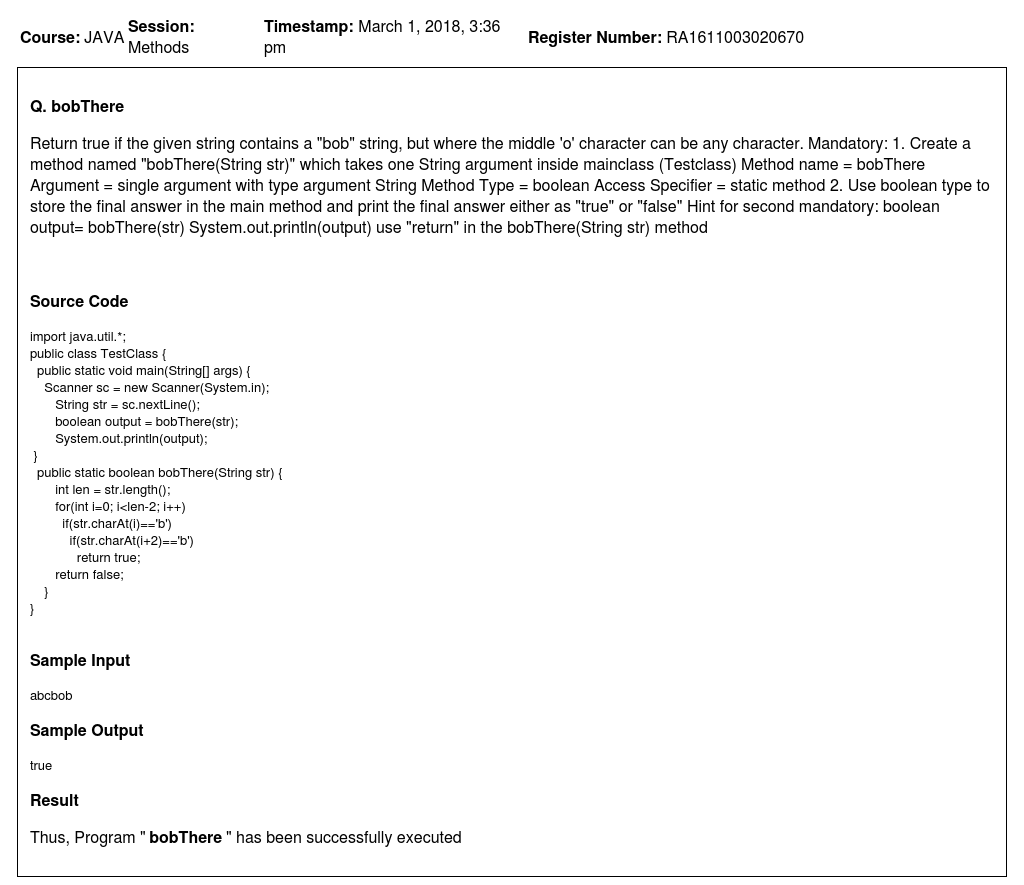 Course: JAVA Session: Methods Timestamp: March 1, 2018, 3:36 pm Register Number: RA1611003020670
Q. bobThere
Return true if the given string contains a "bob" string, but where the middle 'o' character can be any character. Mandatory: 1. Create a
method named "bobThere(String str)" which takes one String argument inside mainclass (Testclass) Method name = bobThere
Argument = single argument with type argument String Method Type = boolean Access Specifier = static method 2. Use boolean type to
store the final answer in the main method and print the final answer either as "true" or "false" Hint for second mandatory: boolean
output= bobThere(str) System.out.println(output) use "return" in the bobThere(String str) method
Source Code
import java.util.*;
public class TestClass {
  public static void main(String[] args) {
    Scanner sc = new Scanner(System.in);
       String str = sc.nextLine();
       boolean output = bobThere(str);
       System.out.println(output);
 }
  public static boolean bobThere(String str) {
       int len = str.length();
       for(int i=0; i<len-2; i++)
         if(str.charAt(i)=='b')
           if(str.charAt(i+2)=='b')
             return true;
       return false;
    }
}
Sample Input
abcbob
Sample Output
true
Result
Thus, Program " bobThere " has been successfully executed